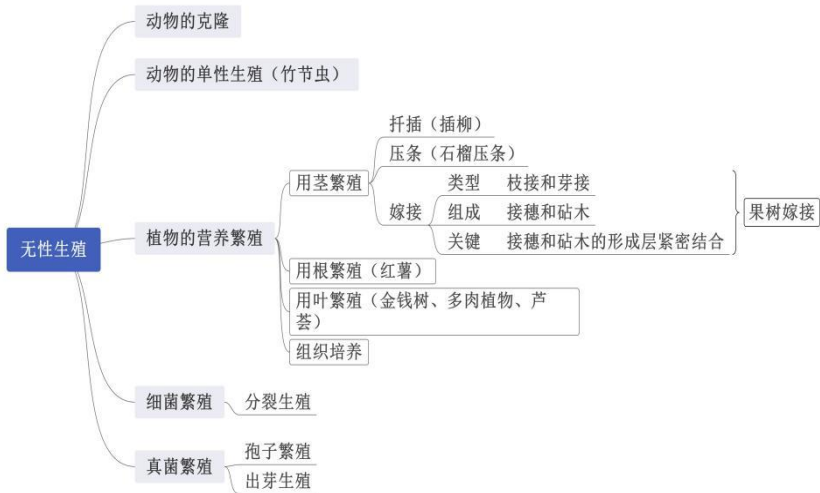 动物的克隆
动物的单性生殖（竹节虫）
无性生殖
植物的营养繁殖
用茎繁殖
扦插（插柳）
压条（石榴压条）
嫁接
类型 枝接和芽接
组成 接穗和砧木
关键 接穗和砧木的形成层紧密结合
果树嫁接
用根繁殖（红薯）
用叶繁殖（金钱树、多肉植物、芦
荟）
组织培养
细菌繁殖
分裂生殖
真菌繁殖
孢子繁殖
出芽生殖